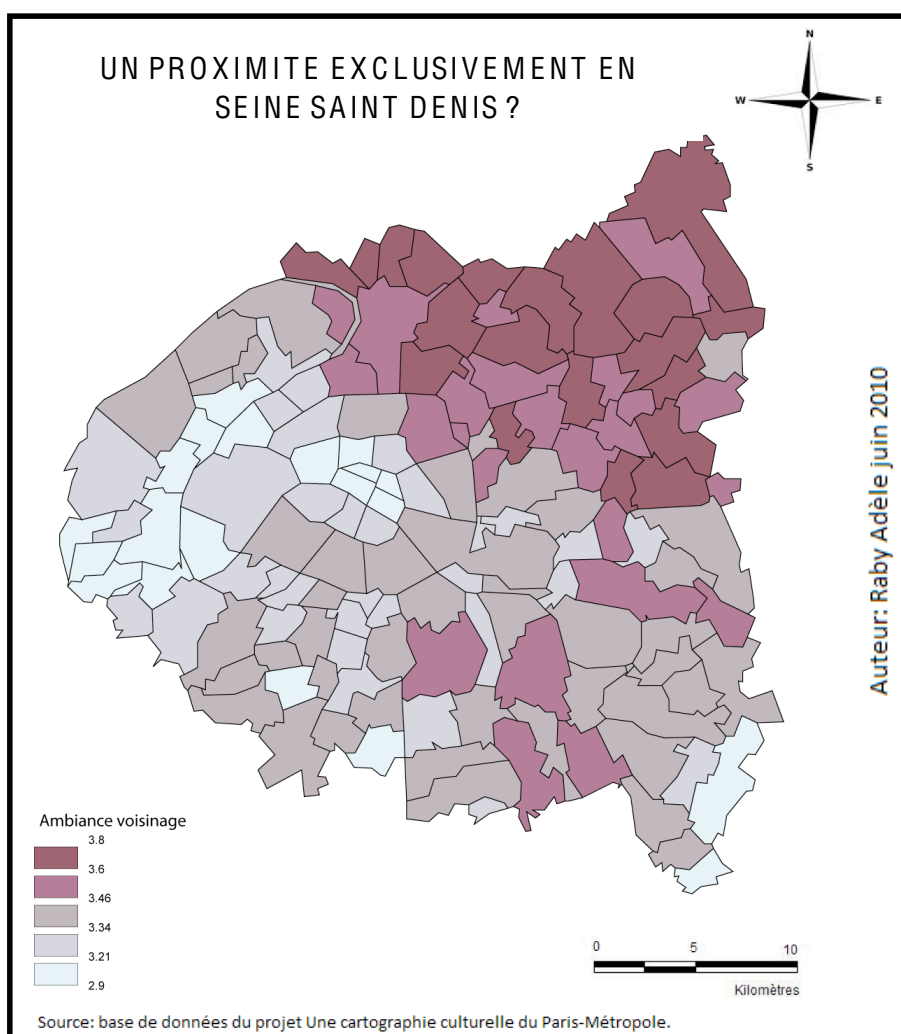 UN PROXIMITE EXCLUSIVEMENT EN
SEINE SAINT DENIS ?
N
W
E
S
Auteur: Raby Adèle juin 2010
Ambiance voisinage
3.8
3.6
3.46
3.34
3.21
2.9
0 5 10
Kilomètres
Source: base de données du projet Une cartographie culturelle du Paris-Métropole.